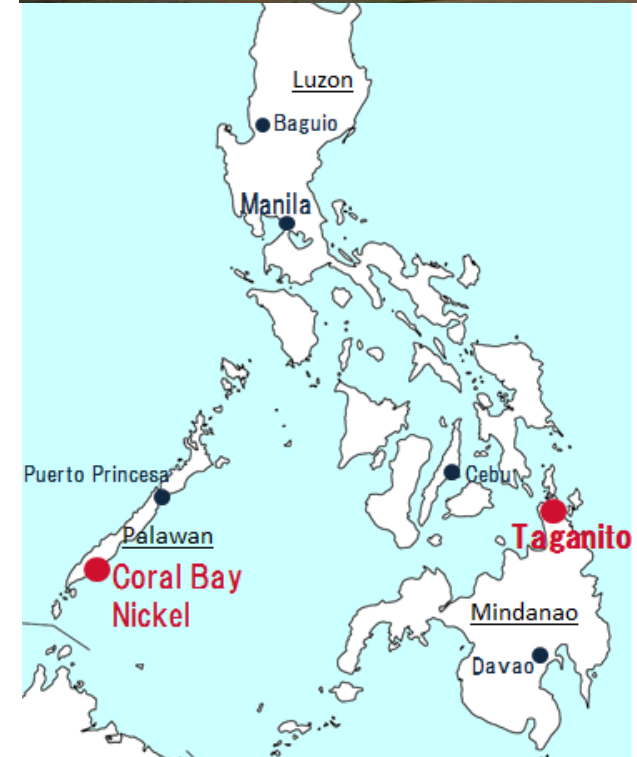 Luzon
Baguio
Manila
Puerto Princesa
Cebu
Palawan
Taganito
Coral Bay
Nickel
Mindanao
Davao